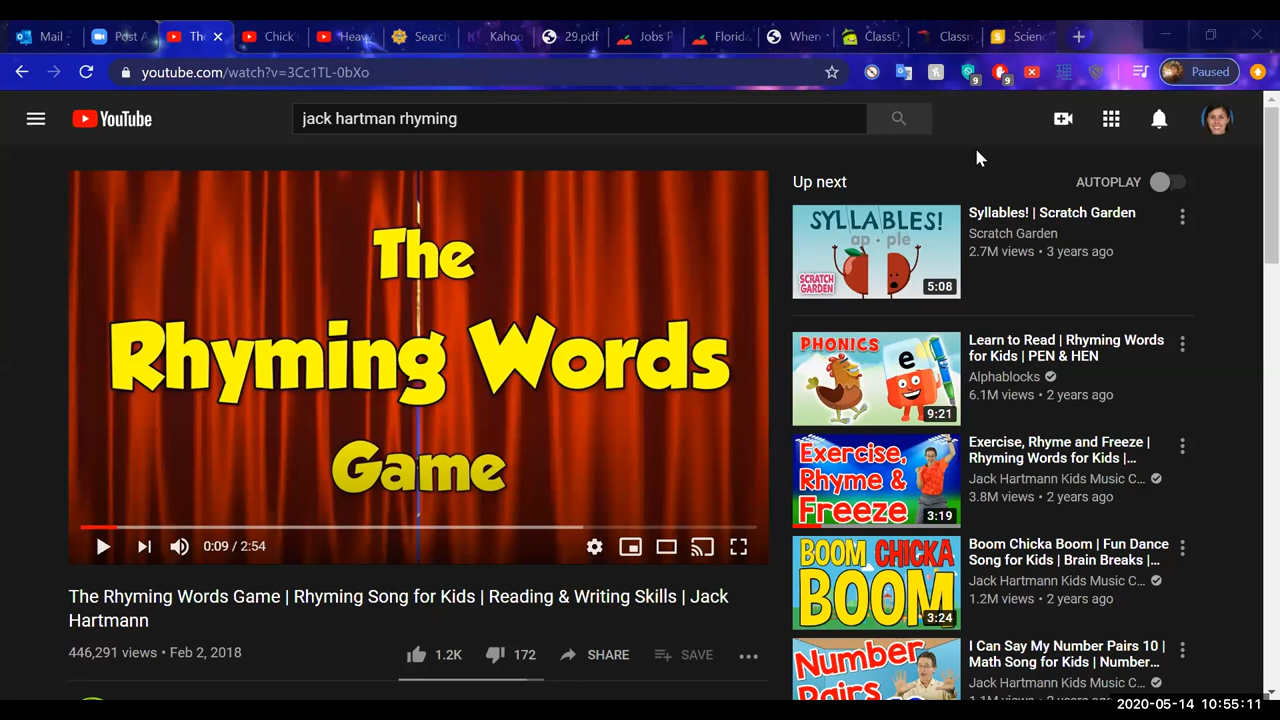 Mail
Post A
The
Chick'
Heav
Search
Kahoo
29.pdf
Jobs P
Florida
When
ClassD
Classr
Scienc
youtube.com/watch?v=3Cc1TL-0bXo
9
9
Paused
YouTube
jack hartman rhyming
The
Rhyming Words
Game
0:09 / 2:54
The Rhyming Words Game | Rhyming Song for Kids | Reading & Writing Skills | Jack
Hartmann
446,291 views • Feb 2, 2018
1.2K
172
SHARE
SAVE
Up next
AUTOPLAY
SYLLABLES!
ap • ple
SCRATCH
GARDEN
5:08
Syllables! | Scratch Garden
Scratch Garden
2.7M views • 3 years ago
PHONICS
e
9:21
Learn to Read | Rhyming Words
for Kids | PEN & HEN
Alphablocks
6.1M views • 2 years ago
Exercise,
Rhyme &
Freeze
3:19
Exercise, Rhyme and Freeze |
Rhyming Words for Kids |...
Jack Hartmann Kids Music C...
3.8M views • 2 years ago
BOOM CHICKA
BOOM
3:24
Boom Chicka Boom | Fun Dance
Song for Kids | Brain Breaks |...
Jack Hartmann Kids Music C...
1.2M views • 2 years ago
Number
Pairs
I Can Say My Number Pairs 10 |
Math Song for Kids | Number...
Jack Hartmann Kids Music C...
2020-05-14 10:55:11